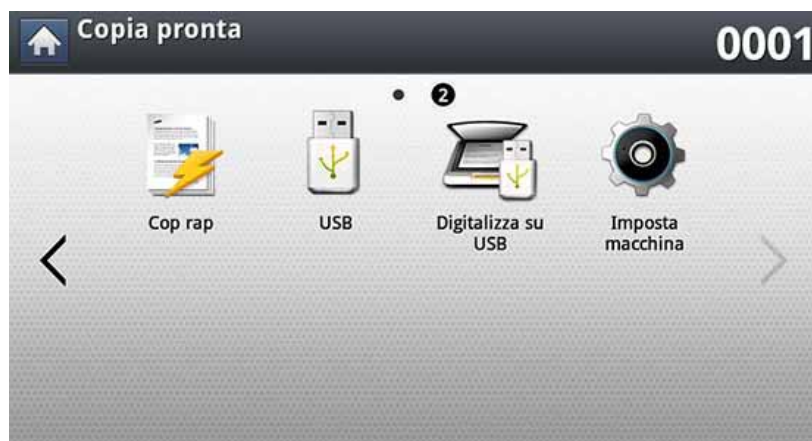 Copia pronta
0001
2
Cop rap
USB
Digitalizza su
USB
Imposta
macchina